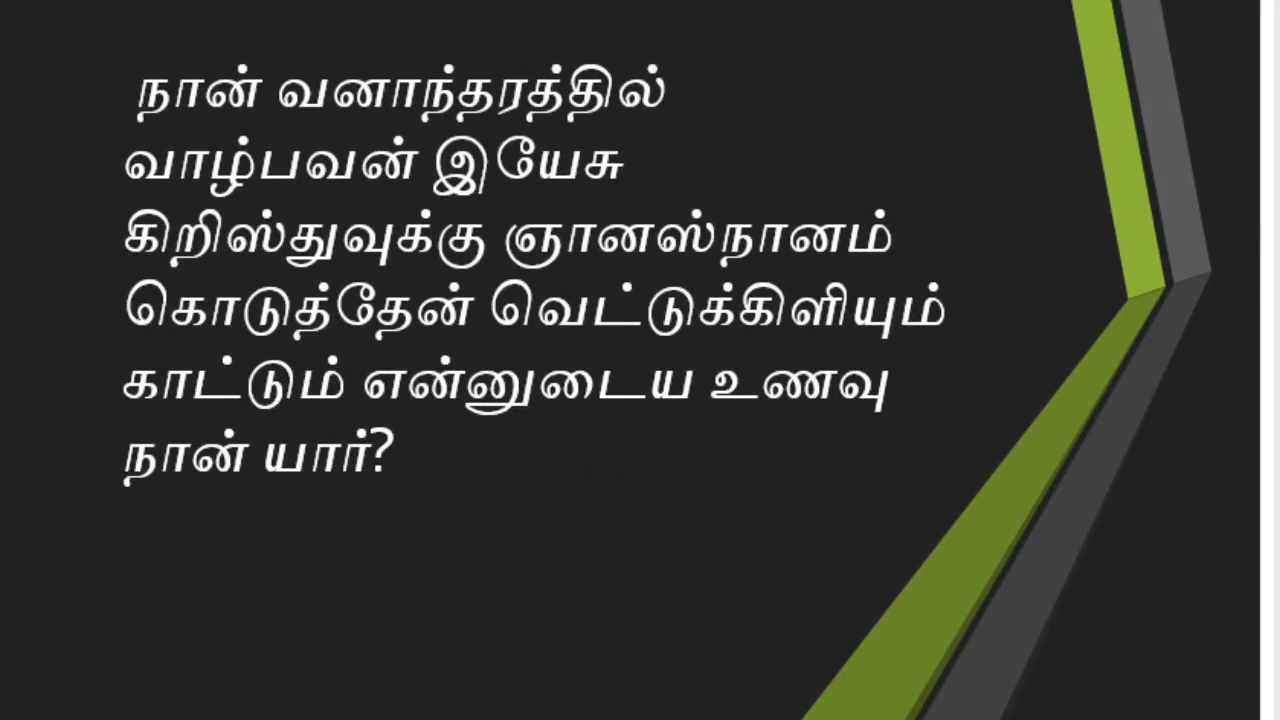 நான் வனாந்தரத்தில்
வாழ்பவன் இயேசு
கிறிஸ்துவுக்கு ஞானஸ்நானம்
கொடுத்தேன் வெட்டுக்கிளியும்
காட்டும் என்னுடைய உணவு
நான் யார்?